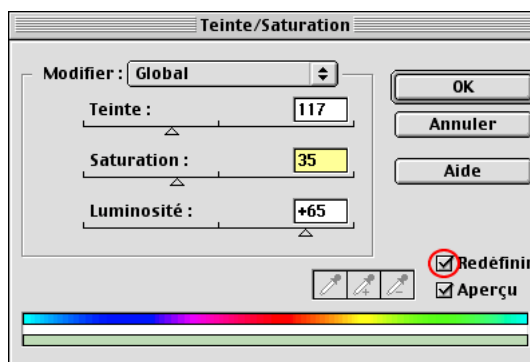 Teinte/Saturation
Modifier : Global
OK
Teinte : 117
Annuler
Saturation : 35
Aide
Luminosité : +65
Redéfinir
Aperçu